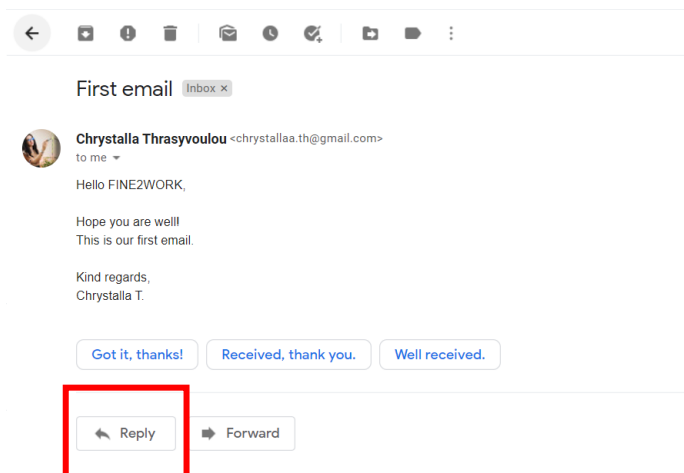 First email Inbox ×
Chrystalla Thrasyvoulou <chrystallaa.th@gmail.com>
to me
Hello FINE2WORK,
Hope you are well!
This is our first email.
Kind regards,
Chrystalla T.
Got it, thanks! Received, thank you. Well received.
Reply Forward